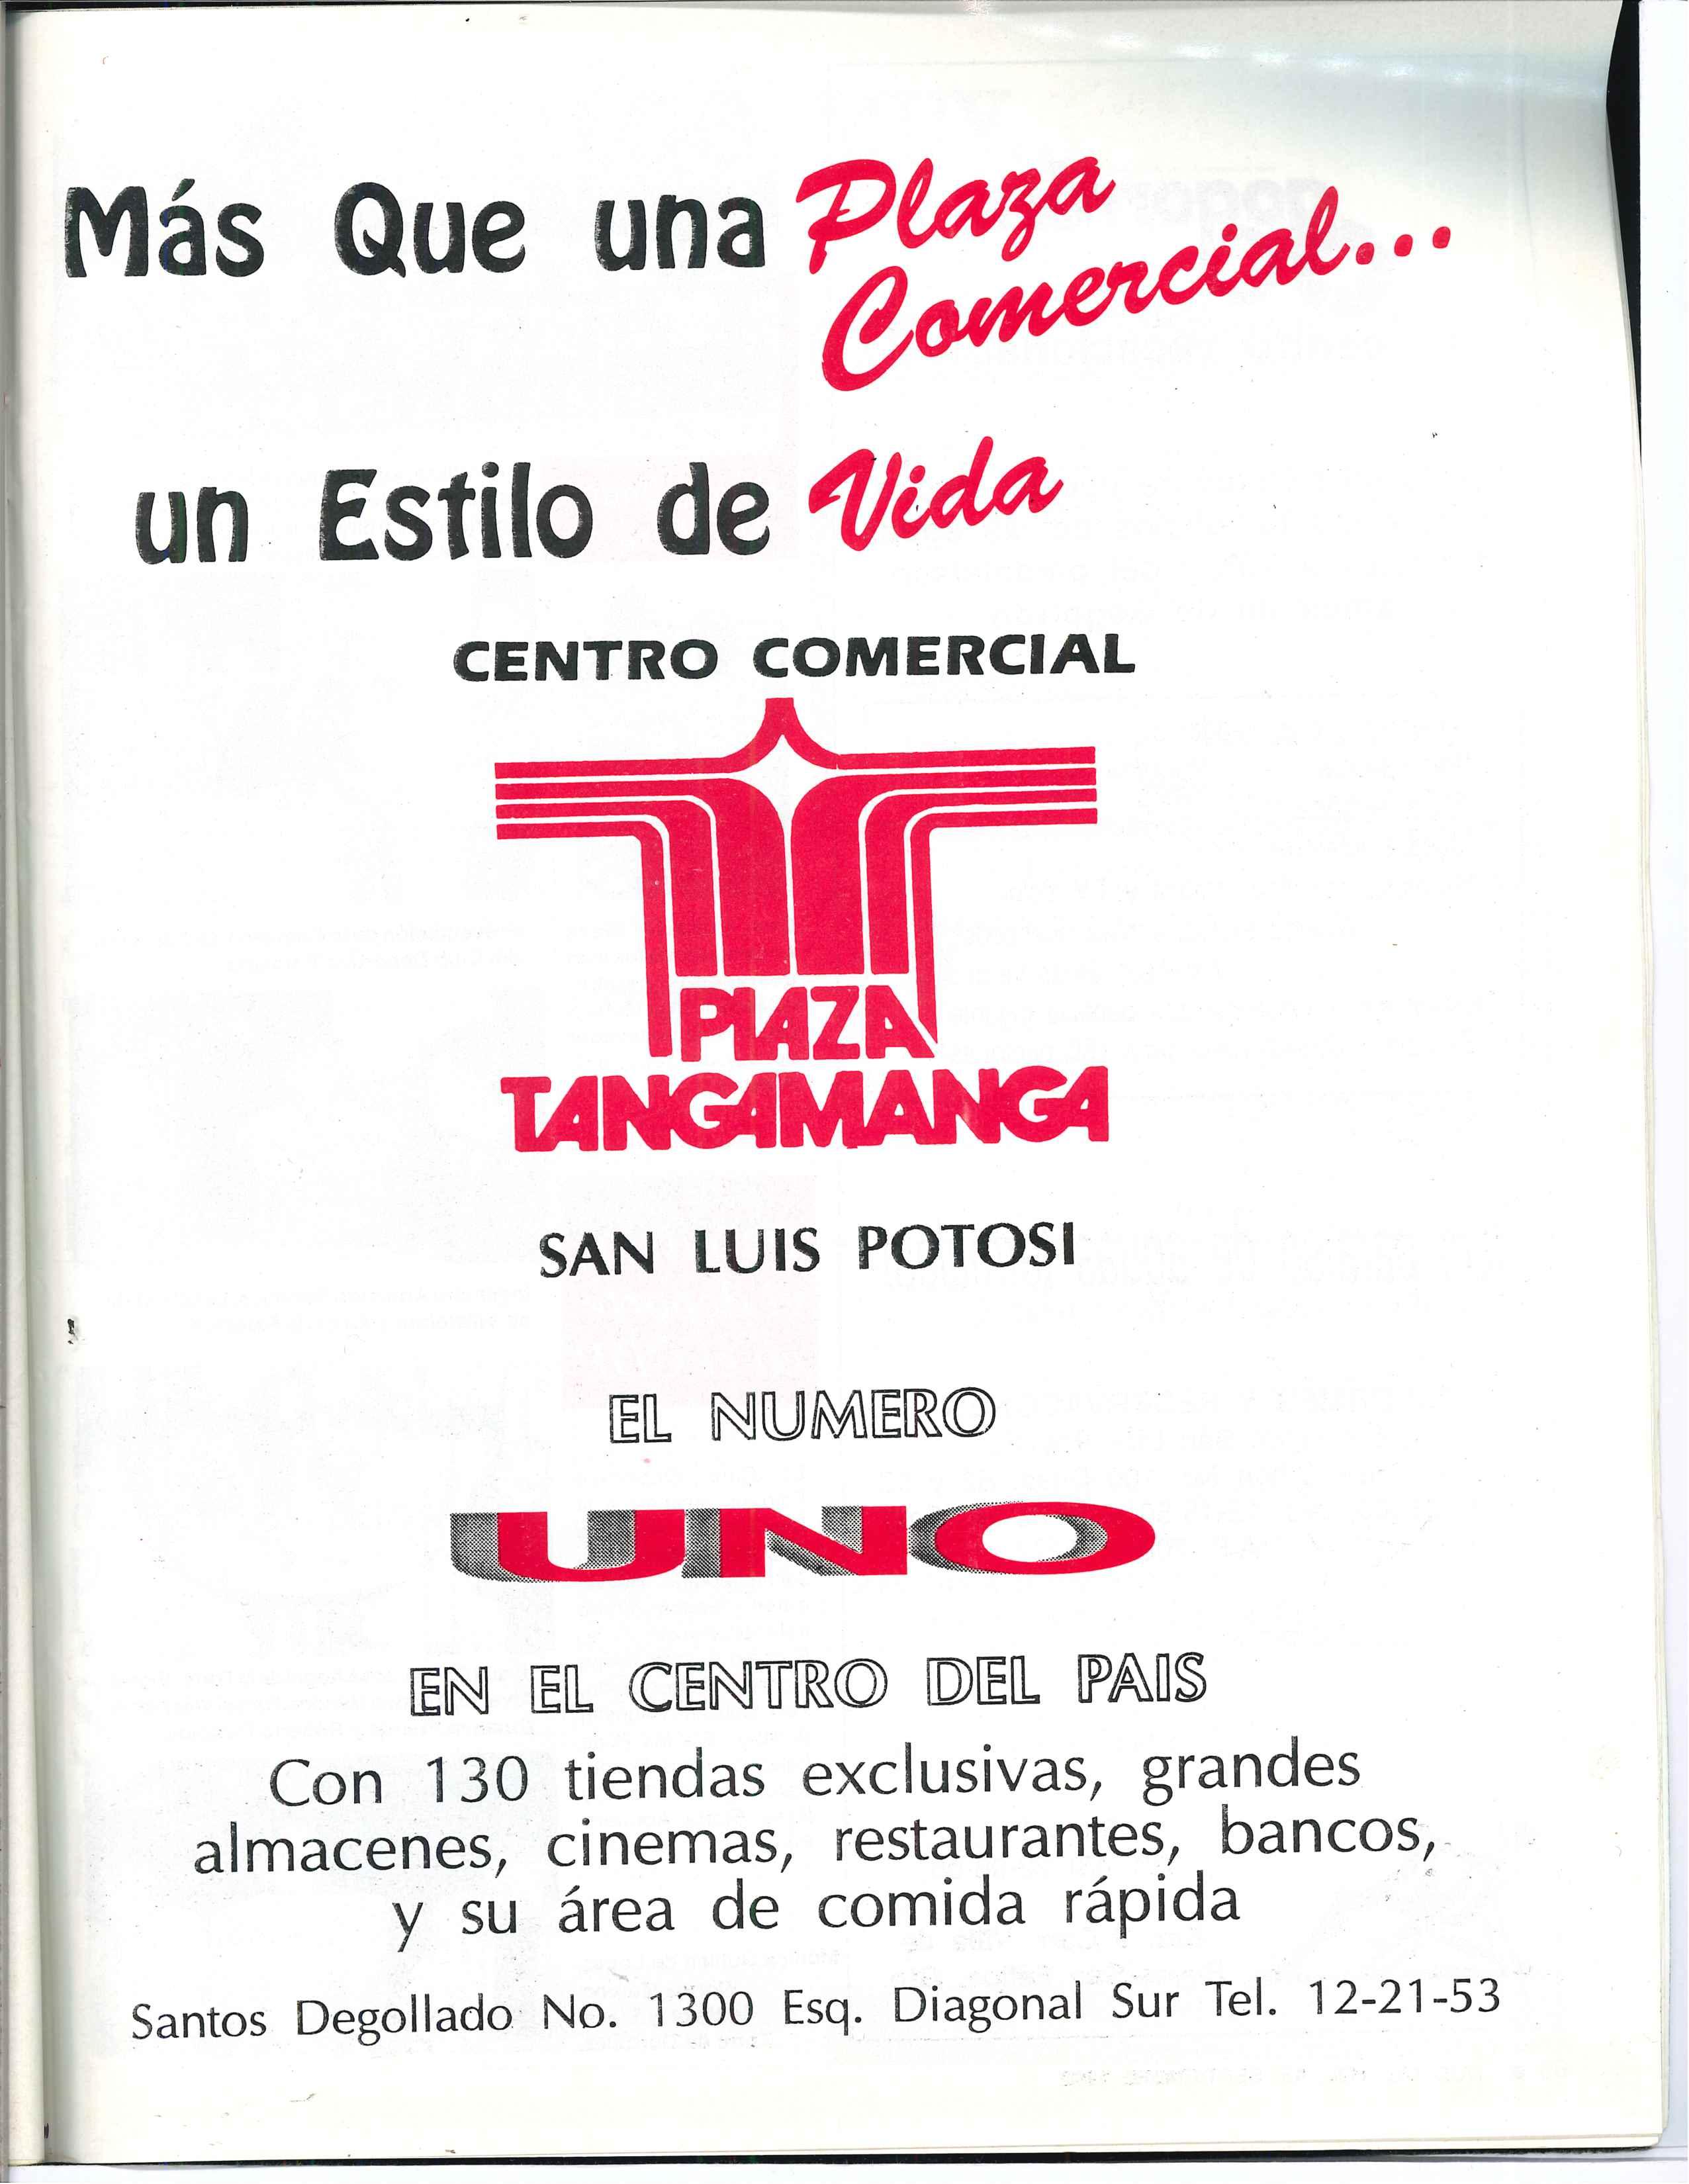 Más Que una Plaza
Comercial...
un Estilo de Vida
CENTRO COMERCIAL
PLAZA
TANGAMANGA
SAN LUIS POTOSI
EL NUMERO
UNO
EN EL CENTRO DEL PAIS
Con 130 tiendas exclusivas, grandes
almacenes, cinemas, restaurantes, bancos,
y su área de comida rápida
Santos Degollado No. 1300 Esq. Diagonal Sur Tel. 12-21-53